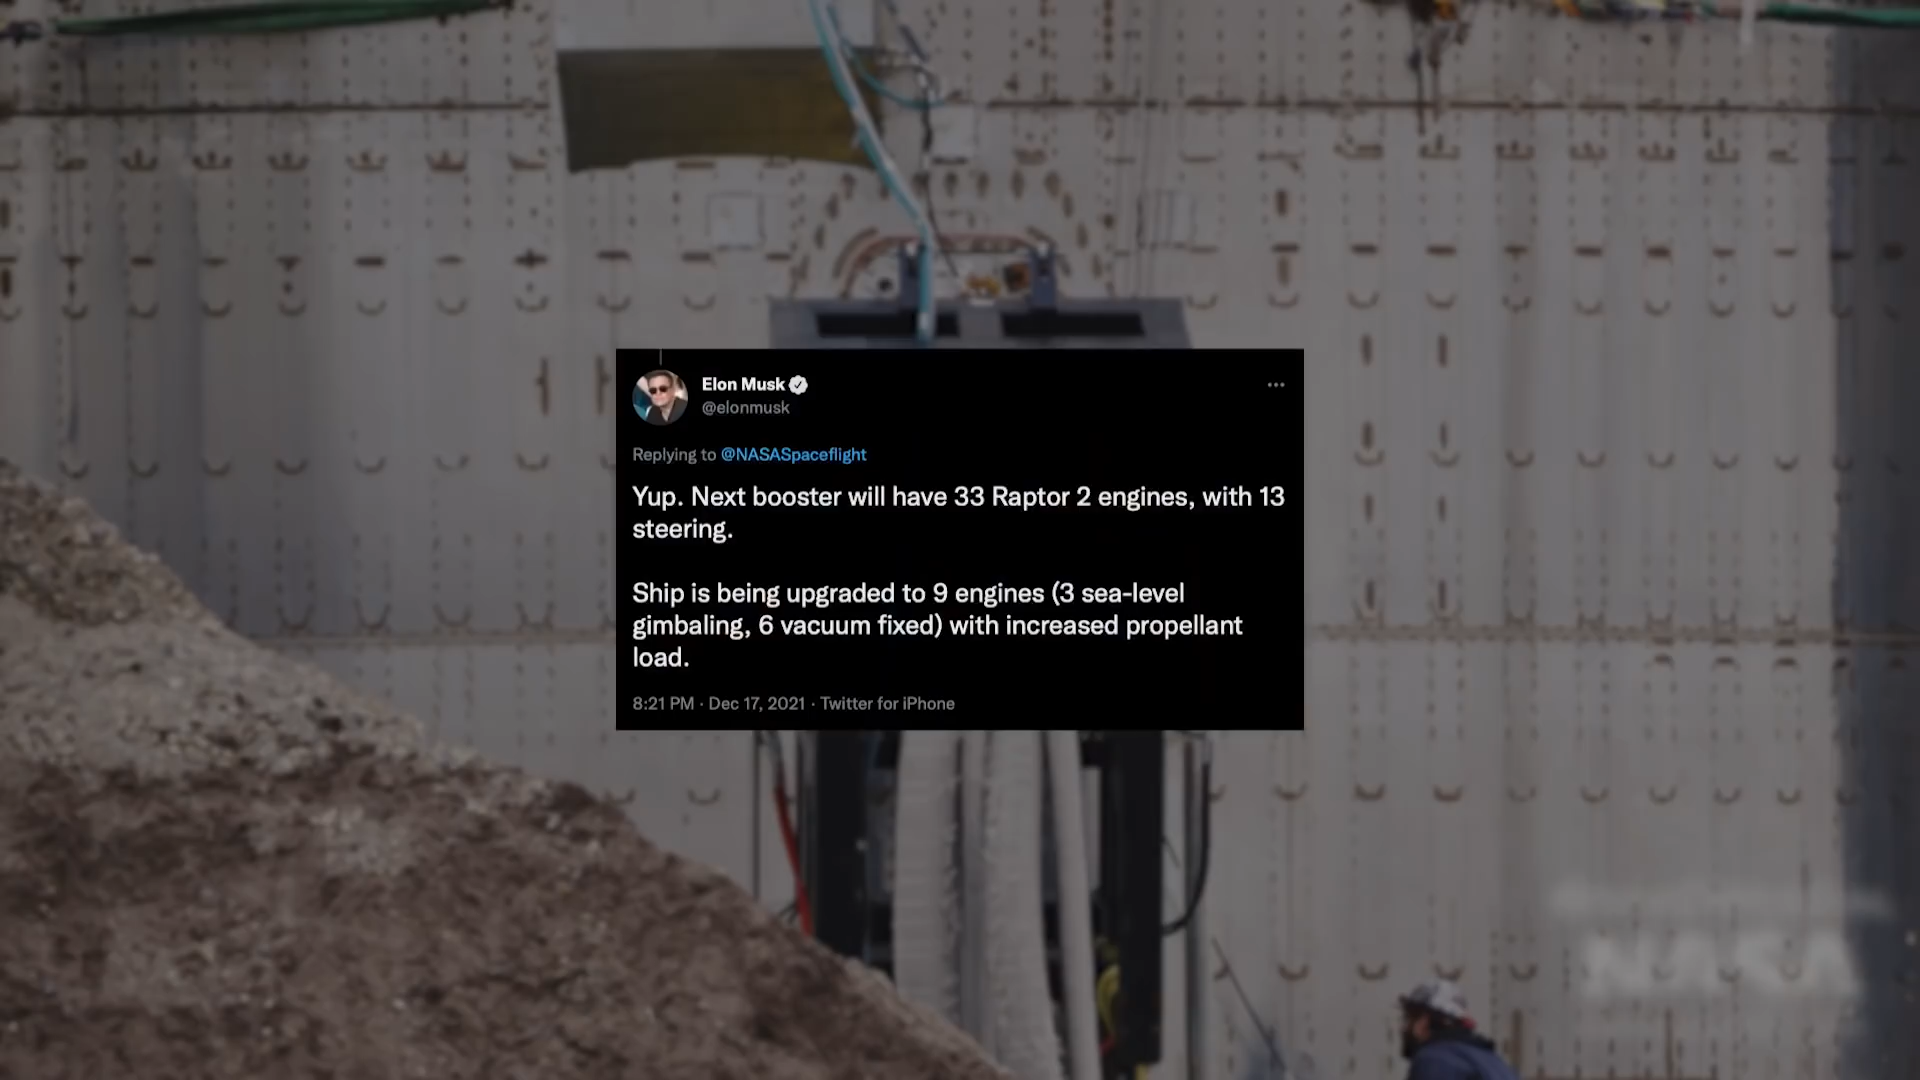 Elon Musk
@elonmusk
Replying to @NASASpaceflight
Yup. Next booster will have 33 Raptor 2 engines, with 13
steering.
Ship is being upgraded to 9 engines (3 sea-level
gimbaling, 6 vacuum fixed) with increased propellant
load.
8:21 PM · Dec 17, 2021 · Twitter for iPhone
NASA